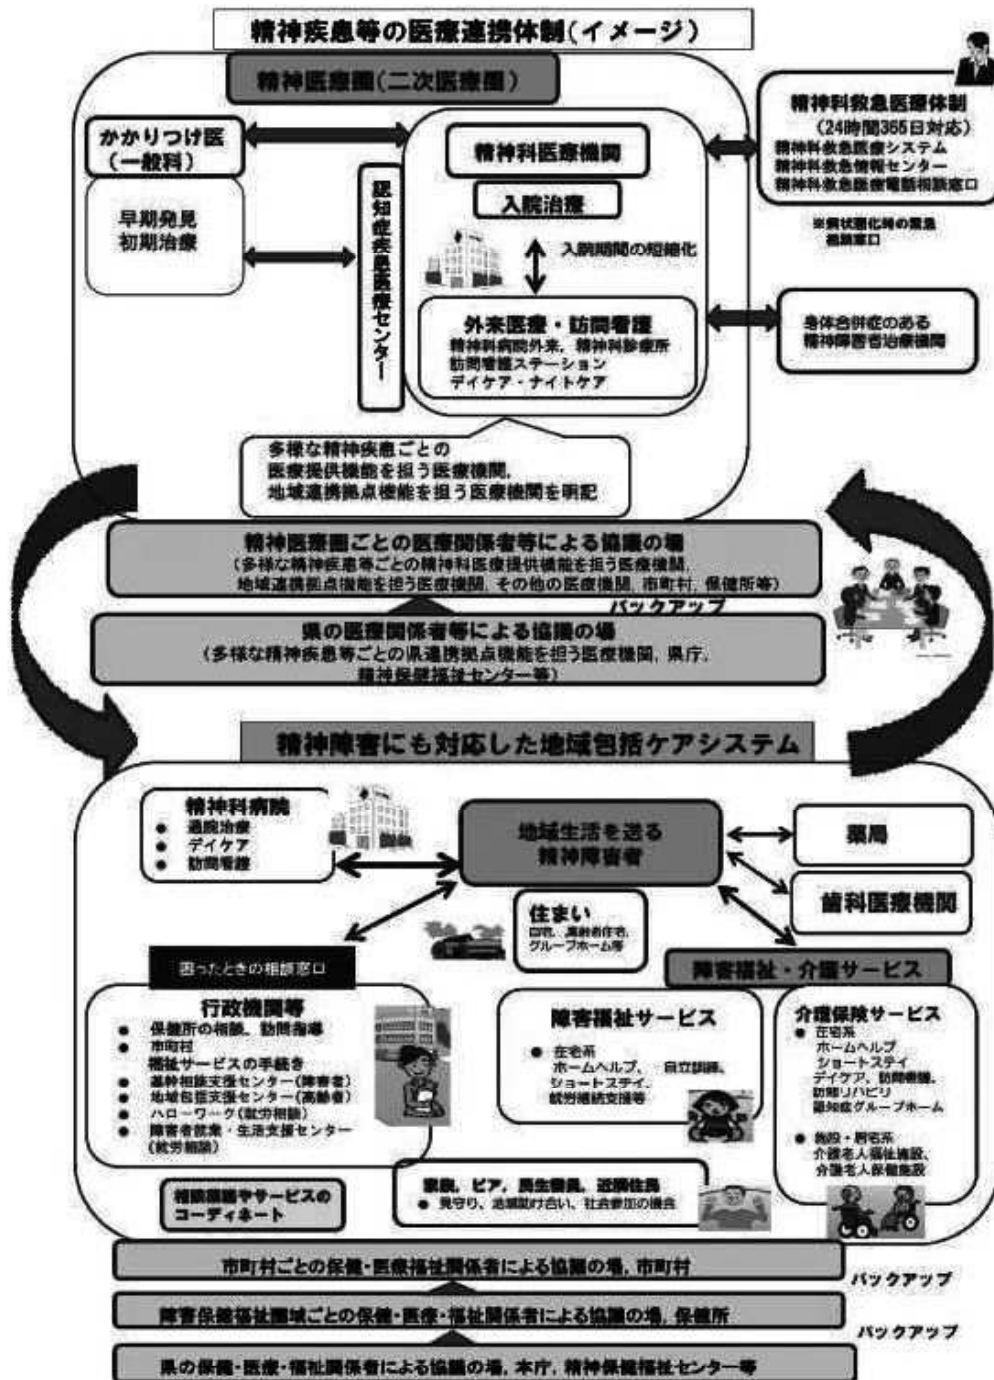 精神疾患等の医療連携体制(イメージ)
精神医療圏(二次医療圏)
かかりつけ医
(一般科)
早期発見
初期治療
認知症疾患医療センター
精神科医療機関
入院治療
入院期間の短縮化
外来医療・訪問看護
精神科病院外来, 精神科診療所
訪問看護ステーション
デイケア・ナイトケア
精神科救急医療体制
(24時間365日対応)
精神科救急医療システム
精神科救急情報センター
精神科救急医療電話相談窓口
※病状悪化時の緊急
相談窓口
身体合併症のある
精神障害者治療機関
多様な精神疾患ごとの
医療提供機能を担う医療機関,
地域連携拠点機能を担う医療機関を明記
精神医療圏ごとの医療関係者等による協議の場
(多様な精神疾患等ごとの精神科医療提供機能を担う医療機関,
地域連携拠点機能を担う医療機関, その他の医療機関, 市町村, 保健所等)
バックアップ
県の医療関係者等による協議の場
(多様な精神疾患等ごとの県連携拠点機能を担う医療機関, 県庁,
精神保健福祉センター等)
精神障害にも対応した地域包括ケアシステム
精神科病院
● 通院治療
● デイケア
● 訪問看護
地域生活を送る
精神障害者
薬局
歯科医療機関
住まい
自宅、高齢者住宅、
グループホーム等
困ったときの相談窓口
行政機関等
● 保健所の相談、訪問指導
● 市町村
福祉サービスの手続き
● 基幹相談支援センター(障害者)
● 地域包括支援センター(高齢者)
● ハローワーク(就労相談)
● 障害者就業・生活支援センター
(就労相談)
障害福祉・介護サービス
障害福祉サービス
● 在宅系
ホームヘルプ、 自立訓練、
ショートステイ、
就労継続支援等
介護保険サービス
● 在宅系
ホームヘルプ
ショートステイ
デイケア、訪問看護、
訪問リハビリ
認知症グループホーム
● 施設・居宅系
介護老人福祉施設、
介護老人保健施設
家族, ピア, 民生委員, 近隣住民
● 見守り、地域助け合い、社会参加の機会
相談業務やサービスの
コーディネート
市町村ごとの保健・医療福祉関係者による協議の場, 市町村
バックアップ
障害保健福祉圏域ごとの保健・医療・福祉関係者による協議の場, 保健所
バックアップ
県の保健・医療・福祉関係者による協議の場, 本庁, 精神保健福祉センター等